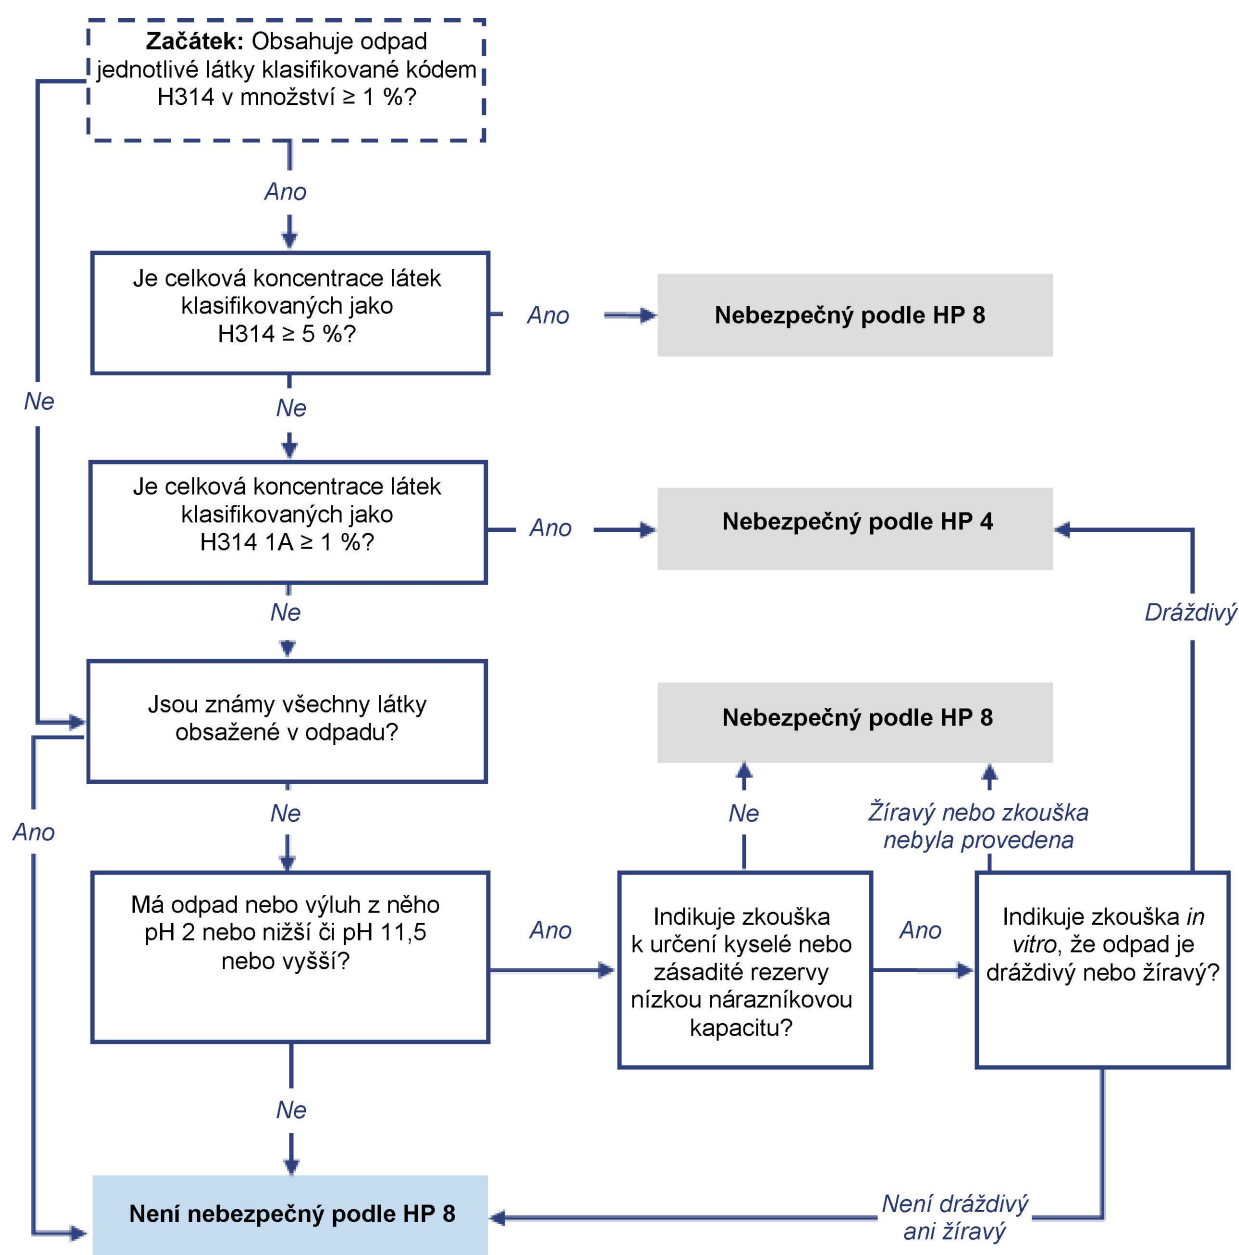 Začátek: Obsahuje odpad
jednotlivé látky klasifikované kódem
H314 v množství ≥ 1 %?
Ano
Ne
Je celková koncentrace látek
klasifikovaných jako
H314 ≥ 5 %?
Ano
Nebezpečný podle HP 8
Ne
Je celková koncentrace látek
klasifikovaných jako
H314 1A ≥ 1 %?
Ano
Nebezpečný podle HP 4
Ne
Dráždivý
Jsou známy všechny látky
obsažené v odpadu?
Nebezpečný podle HP 8
Ano
Ne
Ne
Žíravý nebo zkouška
nebyla provedena
Má odpad nebo výluh z něho
pH 2 nebo nižší či pH 11,5
nebo vyšší?
Ano
Indikuje zkouška
k určení kyselé nebo
zásadité rezervy
nízkou nárazníkovou
kapacitu?
Ano
Indikuje zkouška in
vitro, že odpad je
dráždivý nebo žíravý?
Ne
Není nebezpečný podle HP 8
Není dráždivý
ani žíravý